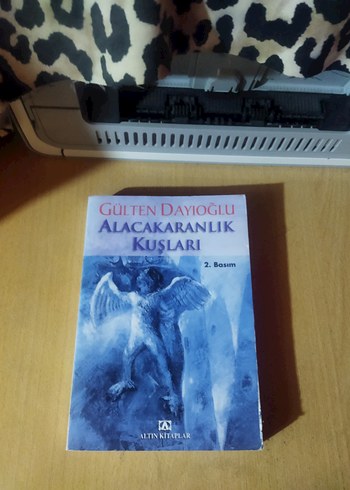 GÜLTEN DAYIOĞLU
ALACAKARANLIK
KUŞLARI
2. Basım
ALTIN KİTAPLAR